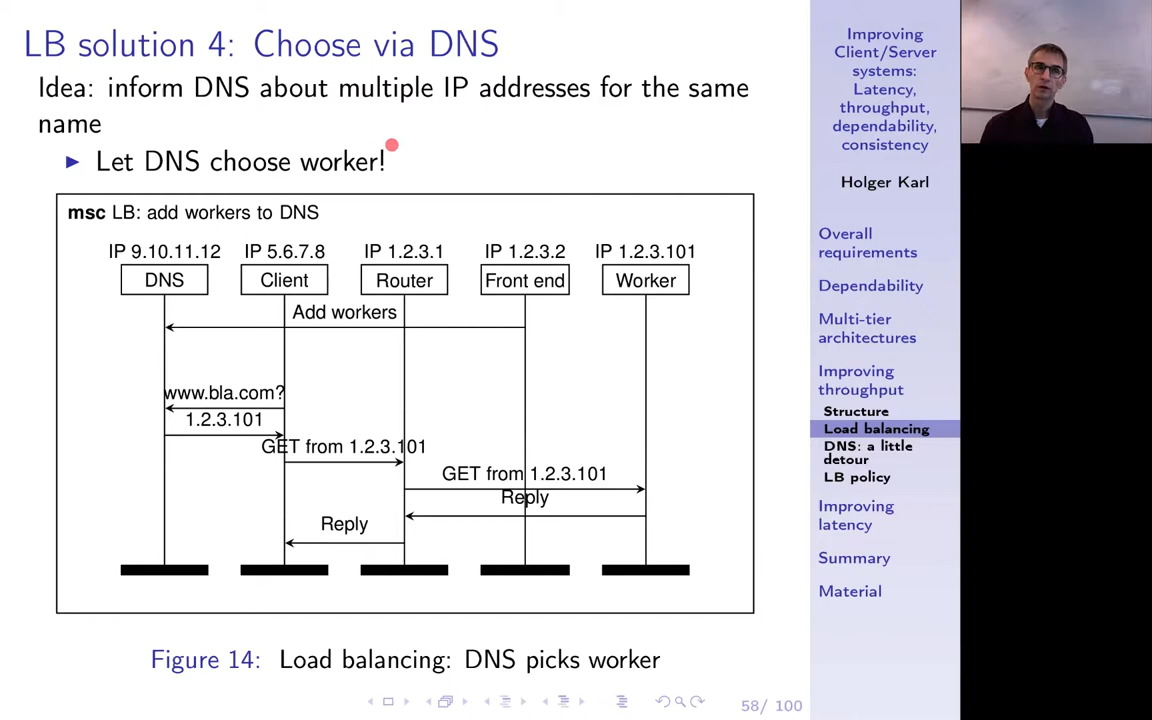 LB solution 4: Choose via DNS
Idea: inform DNS about multiple IP addresses for the same
name
Let DNS choose worker!
msc LB: add workers to DNS
IP 9.10.11.12 IP 5.6.7.8 IP 1.2.3.1 IP 1.2.3.2 IP 1.2.3.101
DNS Client Router Front end Worker
Add workers
www.bla.com?
1.2.3.101
GET from 1.2.3.101
GET from 1.2.3.101
Reply
Reply
Figure 14: Load balancing: DNS picks worker
58/ 100
Improving
Client/Server
systems:
Latency,
throughput,
dependability,
consistency
Holger Karl
Overall
requirements
Dependability
Multi-tier
architectures
Improving
throughput
Structure
Load balancing
DNS: a little
detour
LB policy
Improving
latency
Summary
Material